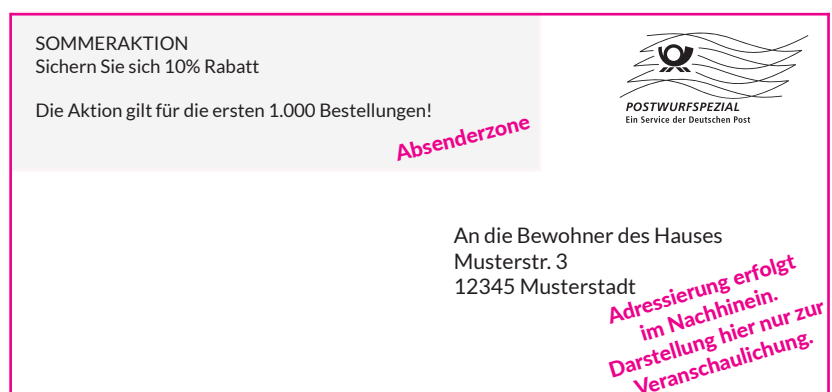 SOMMERAKTION
Sichern Sie sich 10% Rabatt
Die Aktion gilt für die ersten 1.000 Bestellungen!
Absenderzone
POSTWURFSPEZIAL
Ein Service der Deutschen Post
An die Bewohner des Hauses
Musterstr. 3
12345 Musterstadt
Adressierung erfolgt
im Nachhinein.
Darstellung hier nur zur
Veranschaulichung.